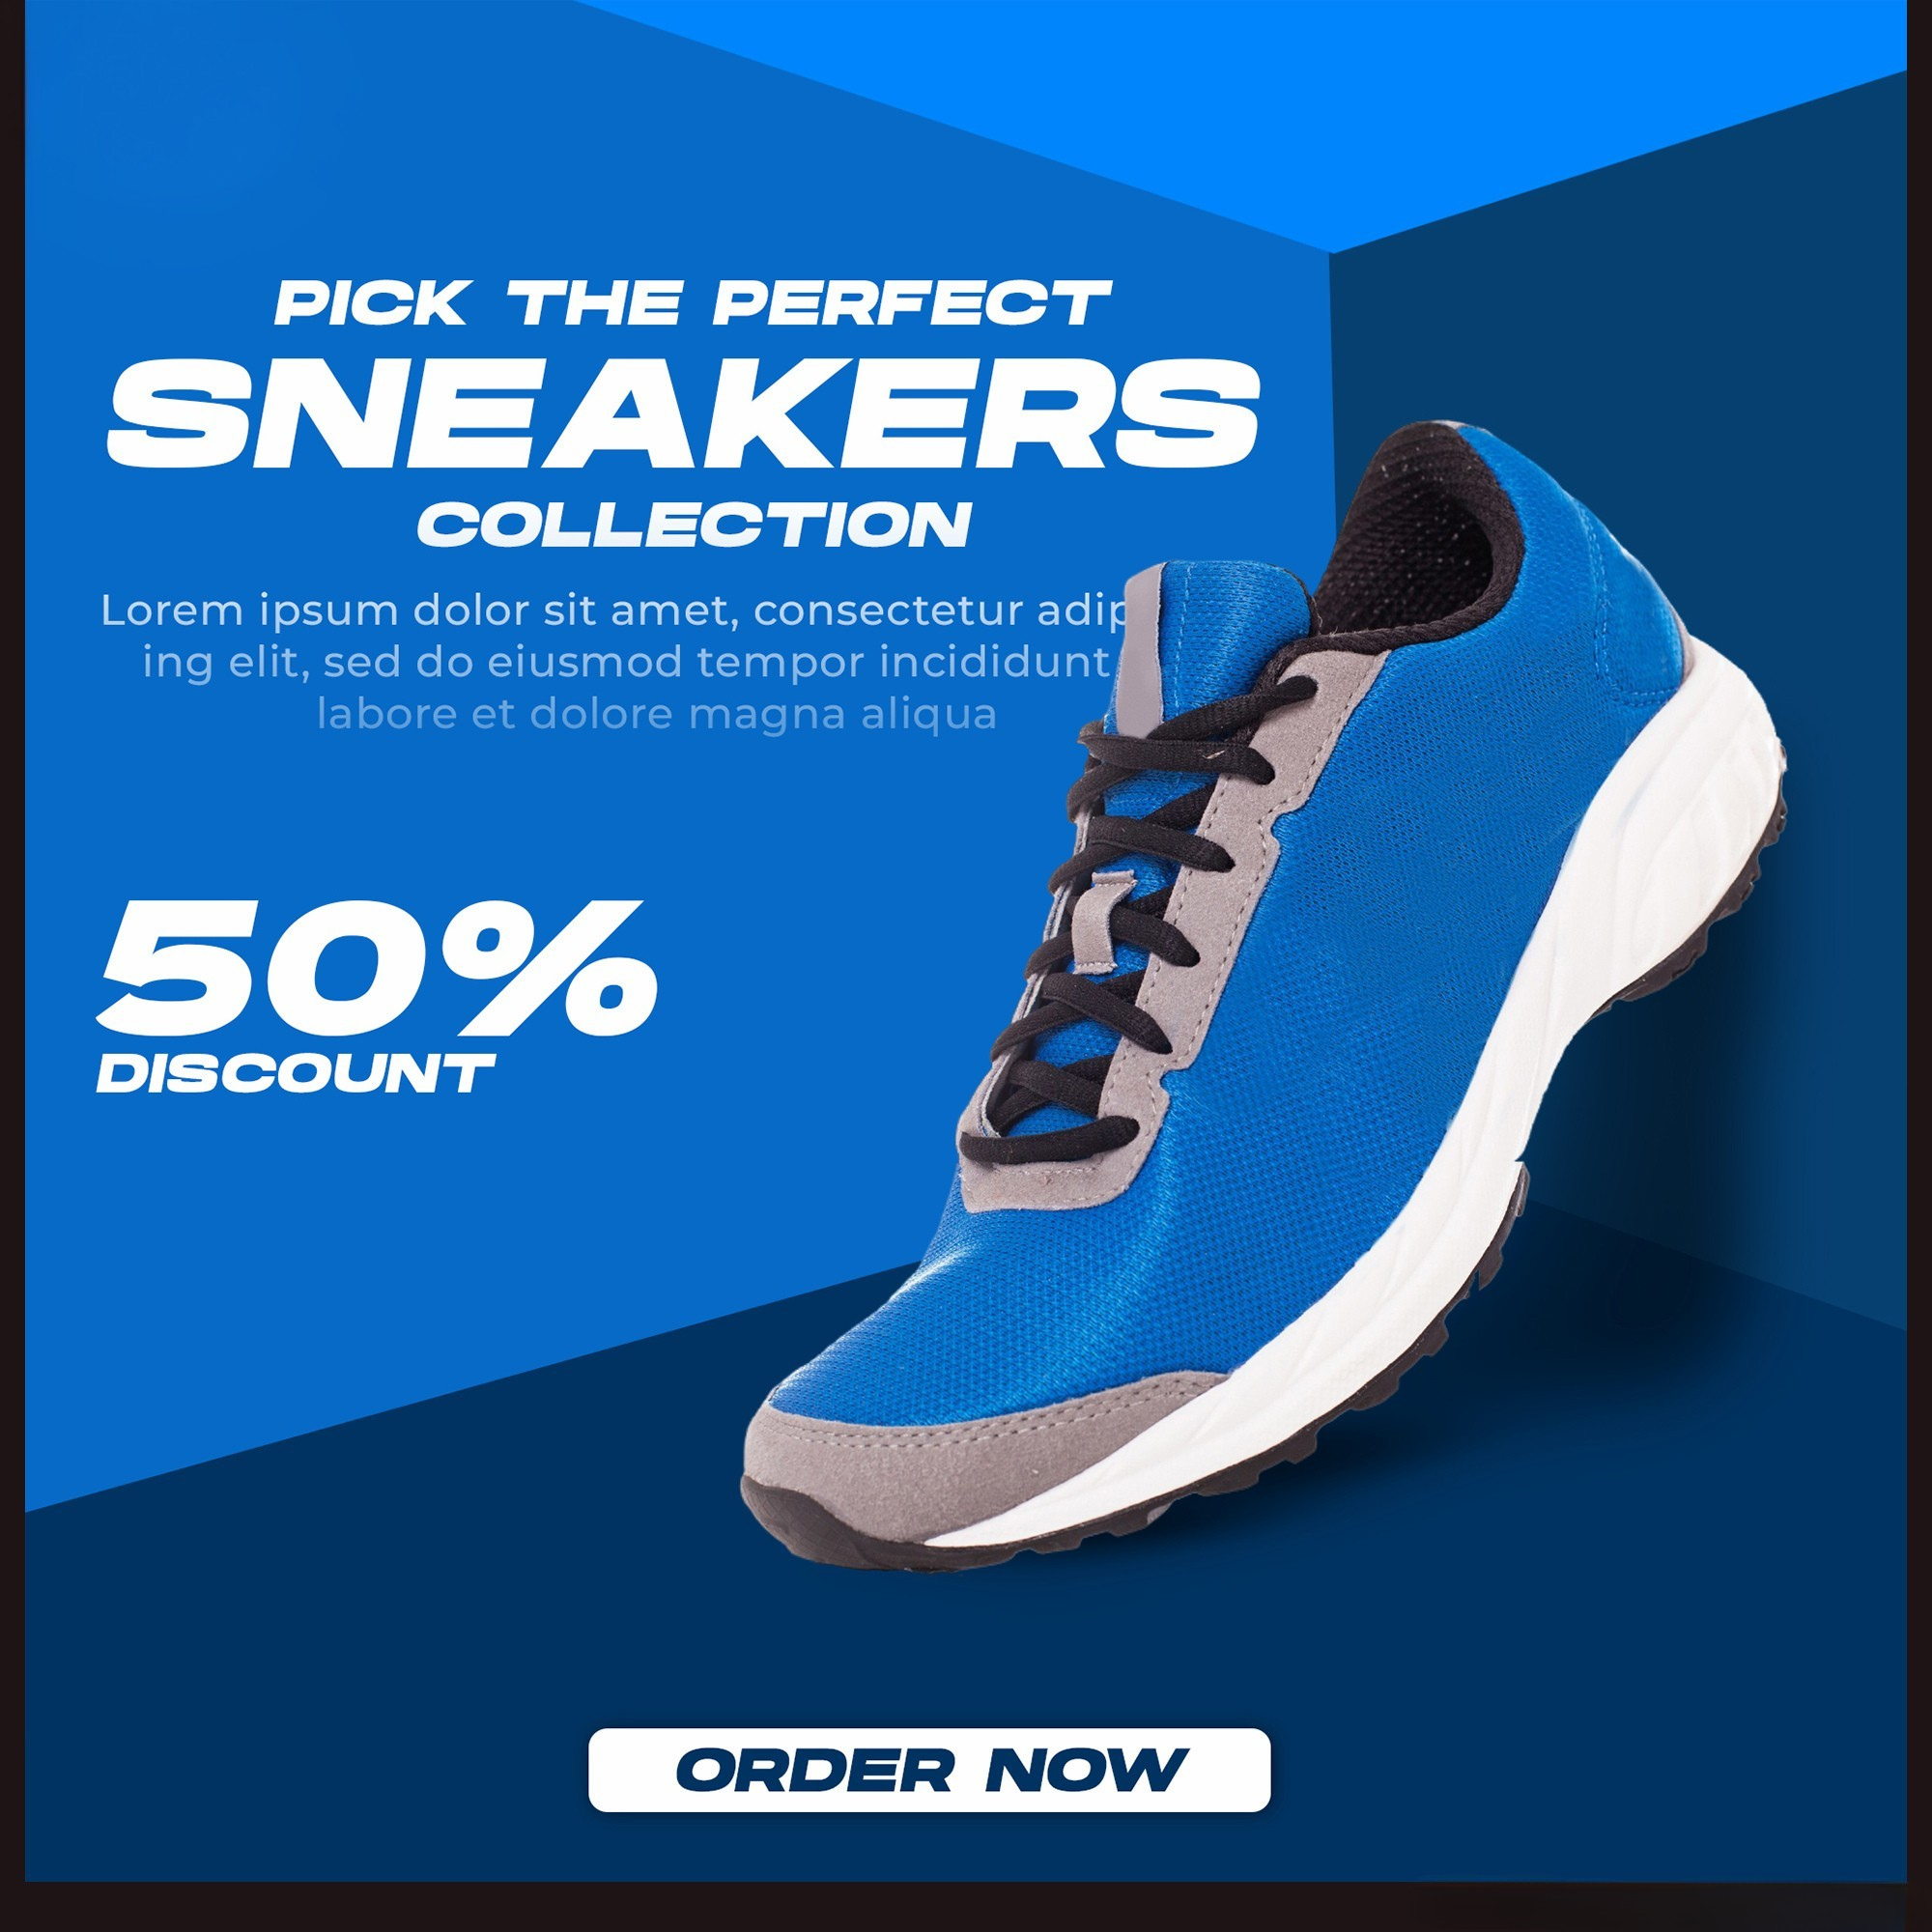 PICK THE PERFECT
SNEAKERS
COLLECTION
Lorem ipsum dolor sit amet, consectetur adip
ing elit, sed do eiusmod tempor incididunt
labore et dolore magna aliqua
50%
DISCOUNT
ORDER NOW